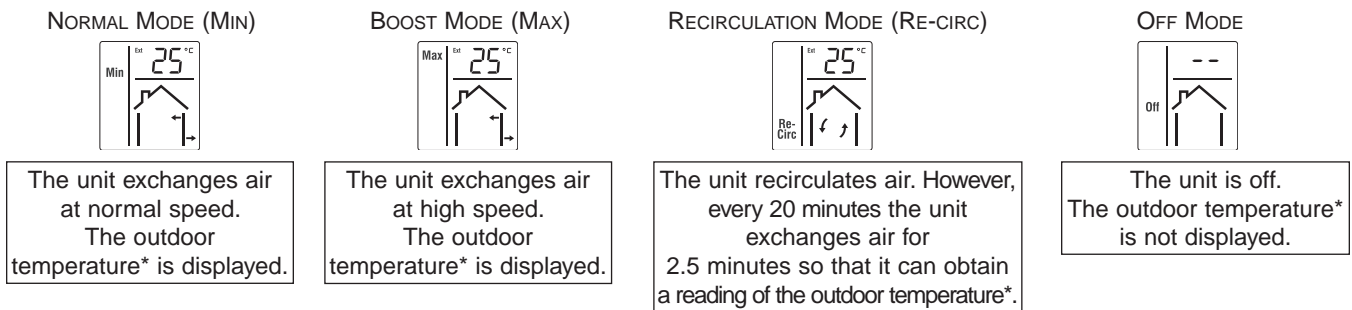 NORMAL MODE (MIN)
Min
Ext 25 °C
The unit exchanges air
at normal speed.
The outdoor
temperature* is displayed.
BOOST MODE (MAX)
Max
Ext 25 °C
The unit exchanges air
at high speed.
The outdoor
temperature* is displayed.
RECIRCULATION MODE (RE-CIRC)
Ext 25 °C
Re-
Circ
The unit recirculates air. However,
every 20 minutes the unit
exchanges air for
2.5 minutes so that it can obtain
a reading of the outdoor temperature*.
OFF MODE
--
Off
The unit is off.
The outdoor temperature*
is not displayed.